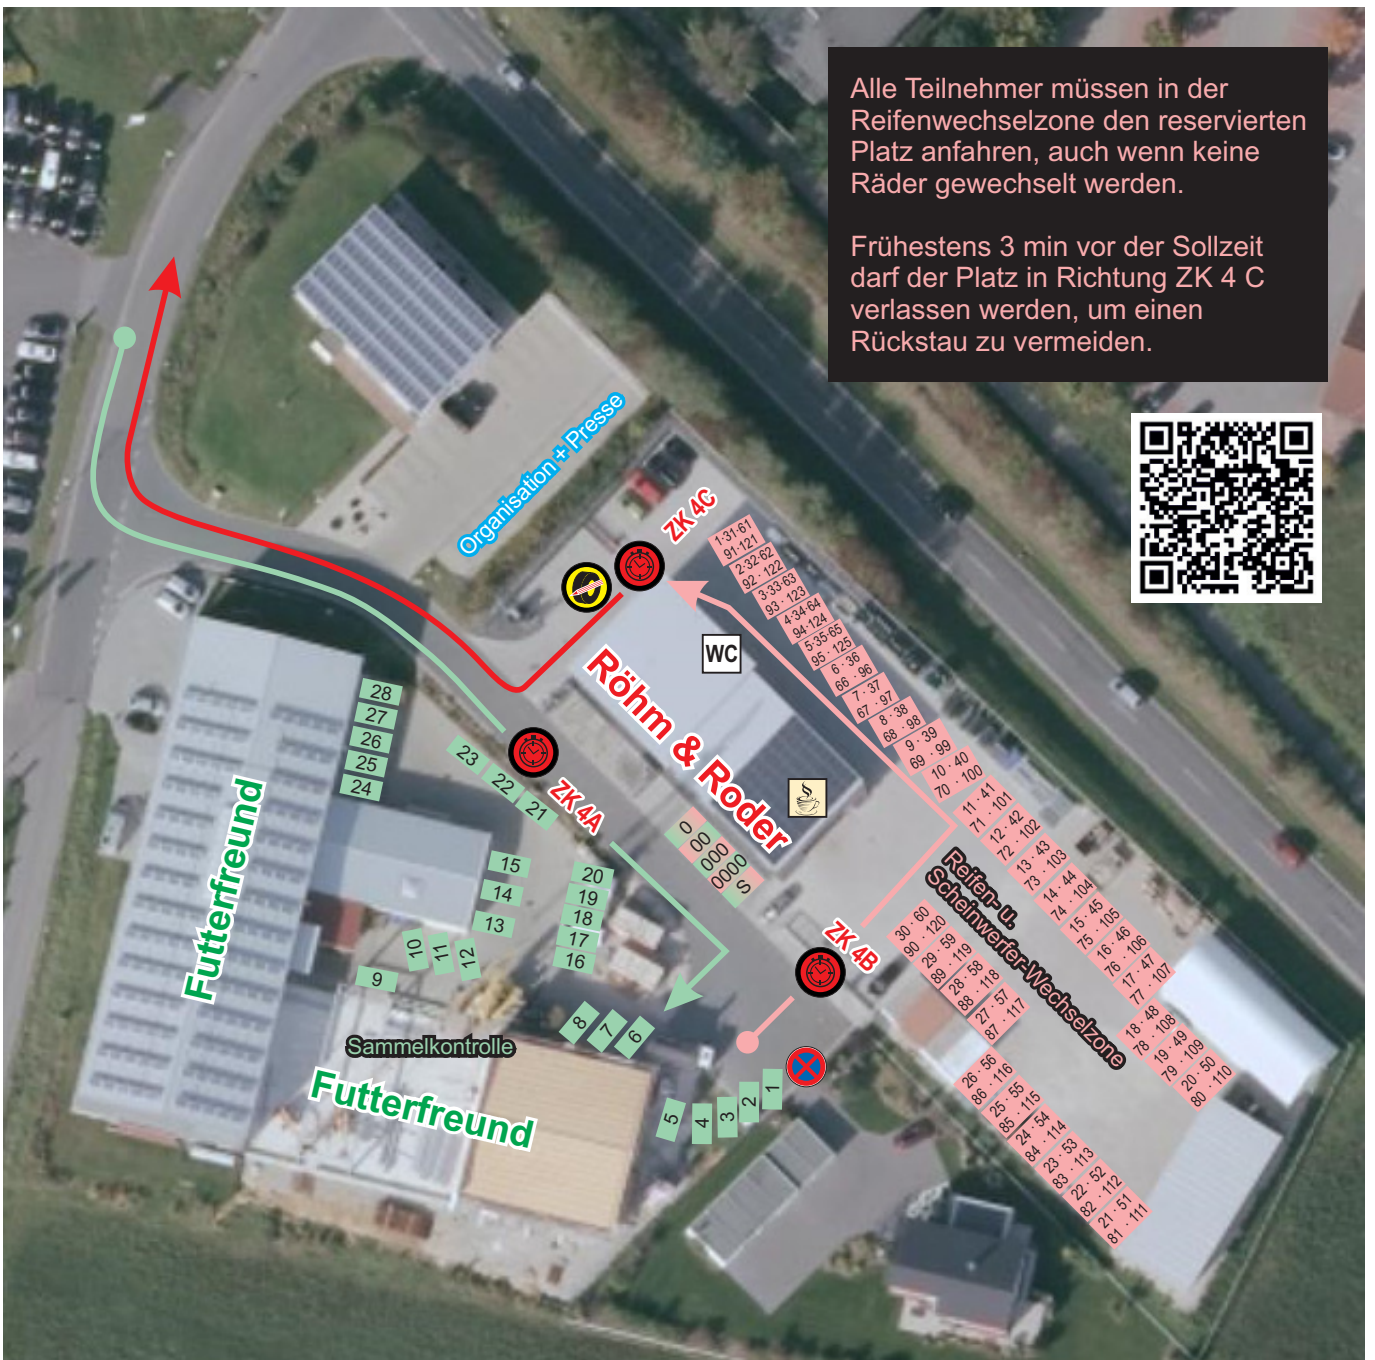 Alle Teilnehmer müssen in der
Reifenwechselzone den reservierten
Platz anfahren, auch wenn keine
Räder gewechselt werden.
Frühestens 3 min vor der Sollzeit
darf der Platz in Richtung ZK 4 C
verlassen werden, um einen
Rückstau zu vermeiden.
Organisation + Presse
ZK 4C
1·31·61
91·121
2·32·62
92 · 122
3·33·63
93 · 123
4·34·64
94·124
5·35·65
95 · 125
6 · 36
66 · 96
7 · 37
67 · 97
8 · 38
68 · 98
9 · 39
69 · 99
10 · 40
70 · 100
11 · 41
71 · 101
12 · 42
72 · 102
13 · 43
73 · 103
14 · 44
74 · 104
15 · 45
75 · 105
16 · 46
76 · 106
17 · 47
77 · 107
18 · 48
78 · 108
19 · 49
79 · 109
20 · 50
80 · 110
WC
Röhm & Roder
28
27
26
25
24
23
22
21
ZK 4A
0
00
000
0000
S
Futterfreund
15
14
13
20
19
18
17
16
10
11
12
9
8
7
6
Reifen- u.
Scheinwerfer-Wechselzone
ZK 4B
30 · 60
90 · 120
29 · 59
89 · 119
28 · 58
88 · 118
27 · 57
87 · 117
26 · 56
86 · 116
25 · 55
85 · 115
24 · 54
84 · 114
23 · 53
83 · 113
22 · 52
82 · 112
21 · 51
81 · 111
Sammelkontrolle
Futterfreund
5
4
3
2
1